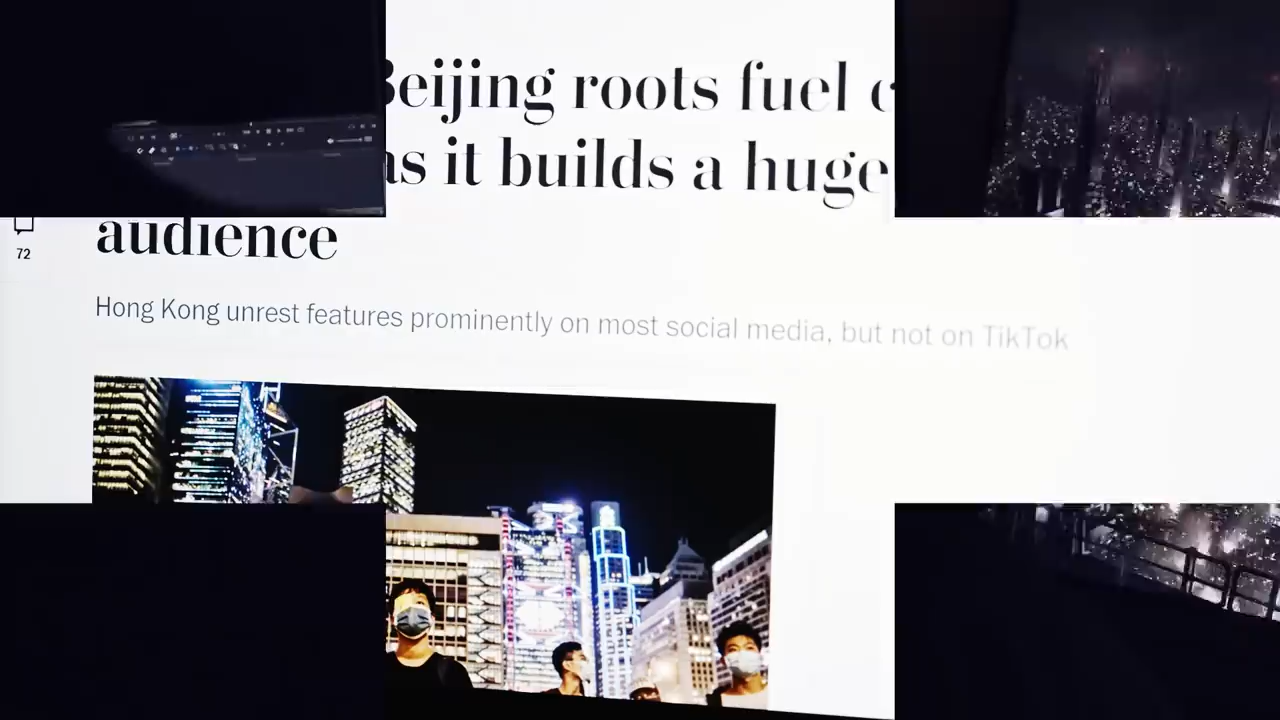 Beijing roots fuel
as it builds a huge
audience
72
Hong Kong unrest features prominently on most social media, but not on TikTok